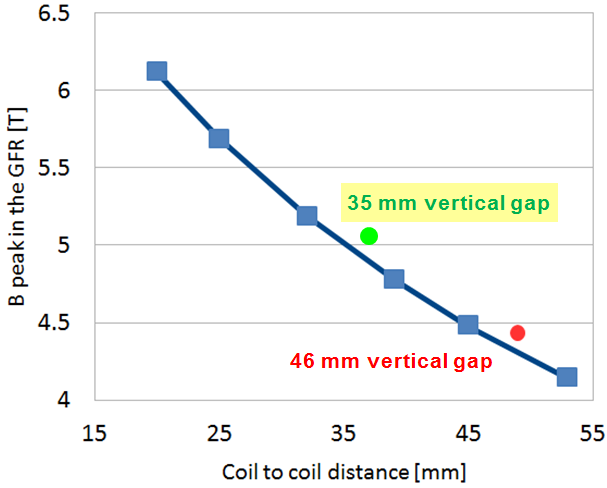 6.5
6
5.5
5
4.5
4
B peak in the GFR [T]
35 mm vertical gap
46 mm vertical gap
15 25 35 45 55
Coil to coil distance [mm]